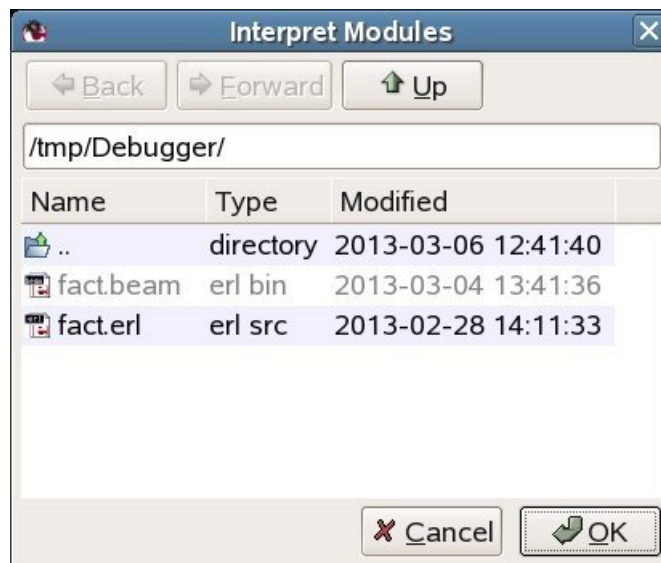 Interpret Modules
Back Forward Up
/tmp/Debugger/
Name Type Modified
.. directory 2013-03-06 12:41:40
fact.beam erl bin 2013-03-04 13:41:36
fact.erl erl src 2013-02-28 14:11:33
Cancel OK